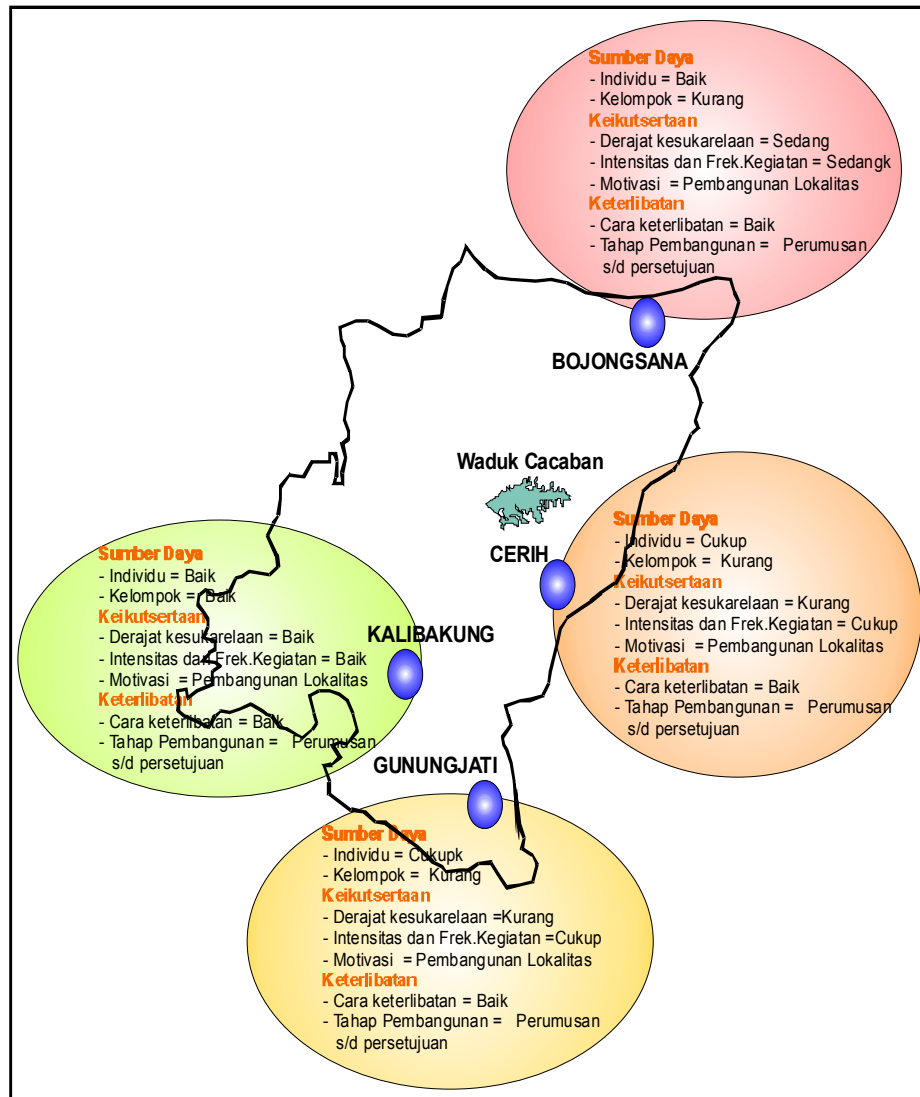 Sumber Daya
- Individu = Baik
- Kelompok = Kurang
Keikutsertaan
- Derajat kesukarelaan = Sedang
- Intensitas dan Frek.Kegiatan = Sedangk
- Motivasi = Pembangunan Lokalitas
Keterlibatan
- Cara keterlibatan = Baik
- Tahap Pembangunan = Perumusan
s/d persetujuan
BOJONGSANA
Waduk Cacaban
CERIH
Sumber Daya
- Individu = Cukup
- Kelompok = Kurang
Keikutsertaan
- Derajat kesukarelaan = Kurang
- Intensitas dan Frek.Kegiatan = Cukup
- Motivasi = Pembangunan Lokalitas
Keterlibatan
- Cara keterlibatan = Baik
- Tahap Pembangunan = Perumusan
s/d persetujuan
Sumber Daya
- Individu = Baik
- Kelompok = Baik
Keikutsertaan
- Derajat kesukarelaan = Baik
- Intensitas dan Frek.Kegiatan = Baik
- Motivasi = Pembangunan Lokalitas
Keterlibatan
- Cara keterlibatan = Baik
- Tahap Pembangunan = Perumusan
s/d persetujuan
KALIBAKUNG
GUNUNGJATI
Sumber Daya
- Individu = Cukupk
- Kelompok = Kurang
Keikutsertaan
- Derajat kesukarelaan =Kurang
- Intensitas dan Frek.Kegiatan =Cukup
- Motivasi = Pembangunan Lokalitas
Keterlibatan
- Cara keterlibatan = Baik
- Tahap Pembangunan = Perumusan
s/d persetujuan